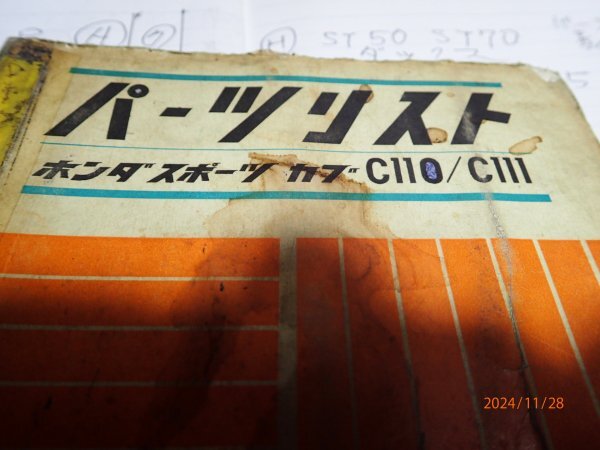 Ⓗ ST50 ST70
ダックス
パーツリスト
ホンダスポーツ カブ C110/C111
2024/11/28